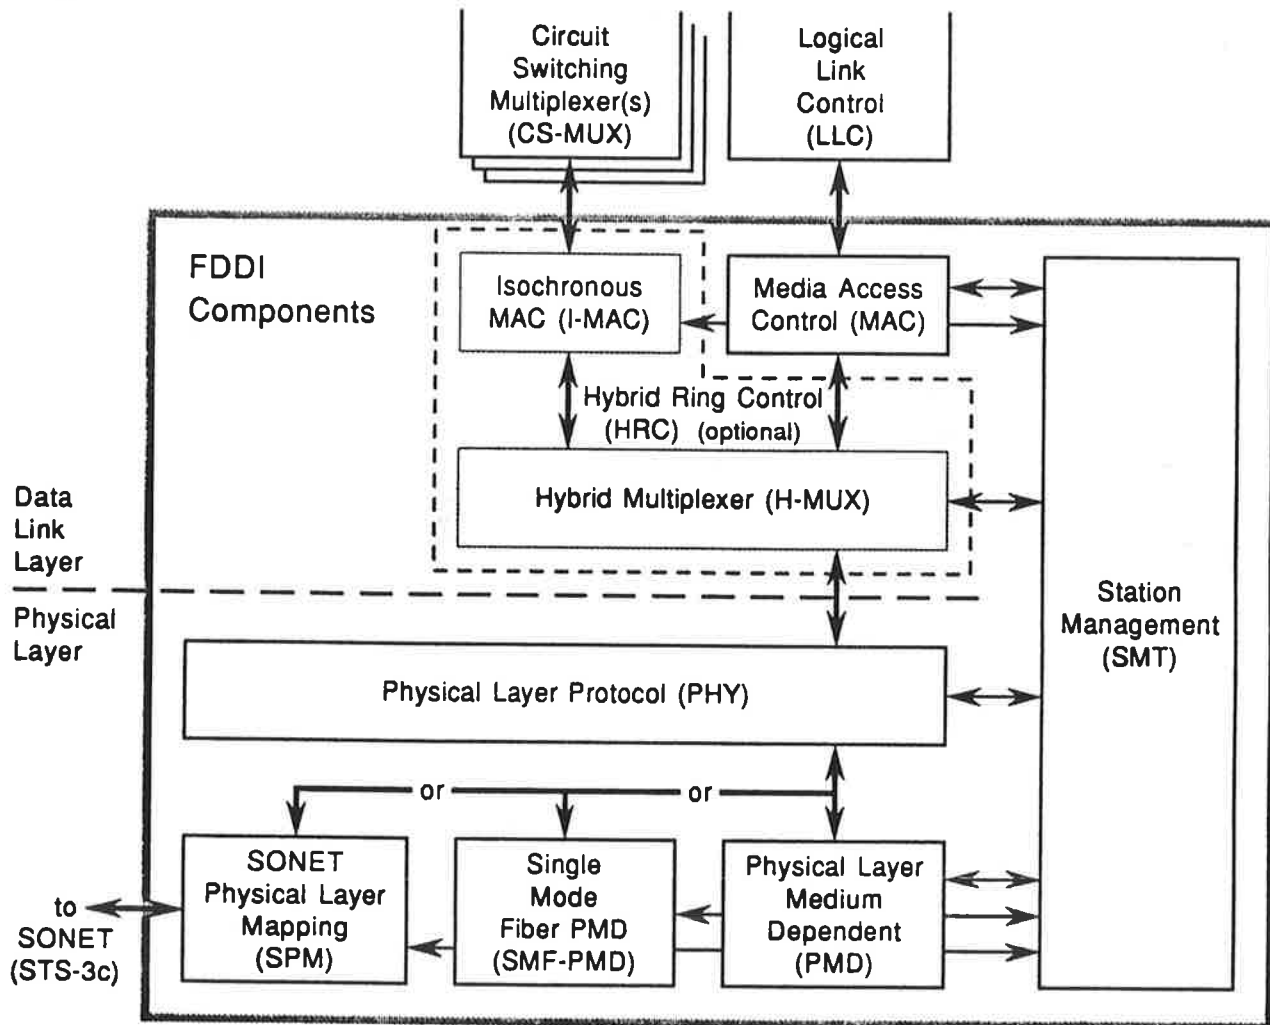 Circuit
Switching
Multiplexer(s)
(CS-MUX)
Logical
Link
Control
(LLC)
FDDI
Components
Isochronous
MAC (I-MAC)
Media Access
Control (MAC)
Hybrid Ring Control
(HRC) (optional)
Hybrid Multiplexer (H-MUX)
Data
Link
Layer
Physical
Layer
Station
Management
(SMT)
Physical Layer Protocol (PHY)
or
or
SONET
Physical Layer
Mapping
(SPM)
Single
Mode
Fiber PMD
(SMF-PMD)
Physical Layer
Medium
Dependent
(PMD)
to
SONET
(STS-3c)